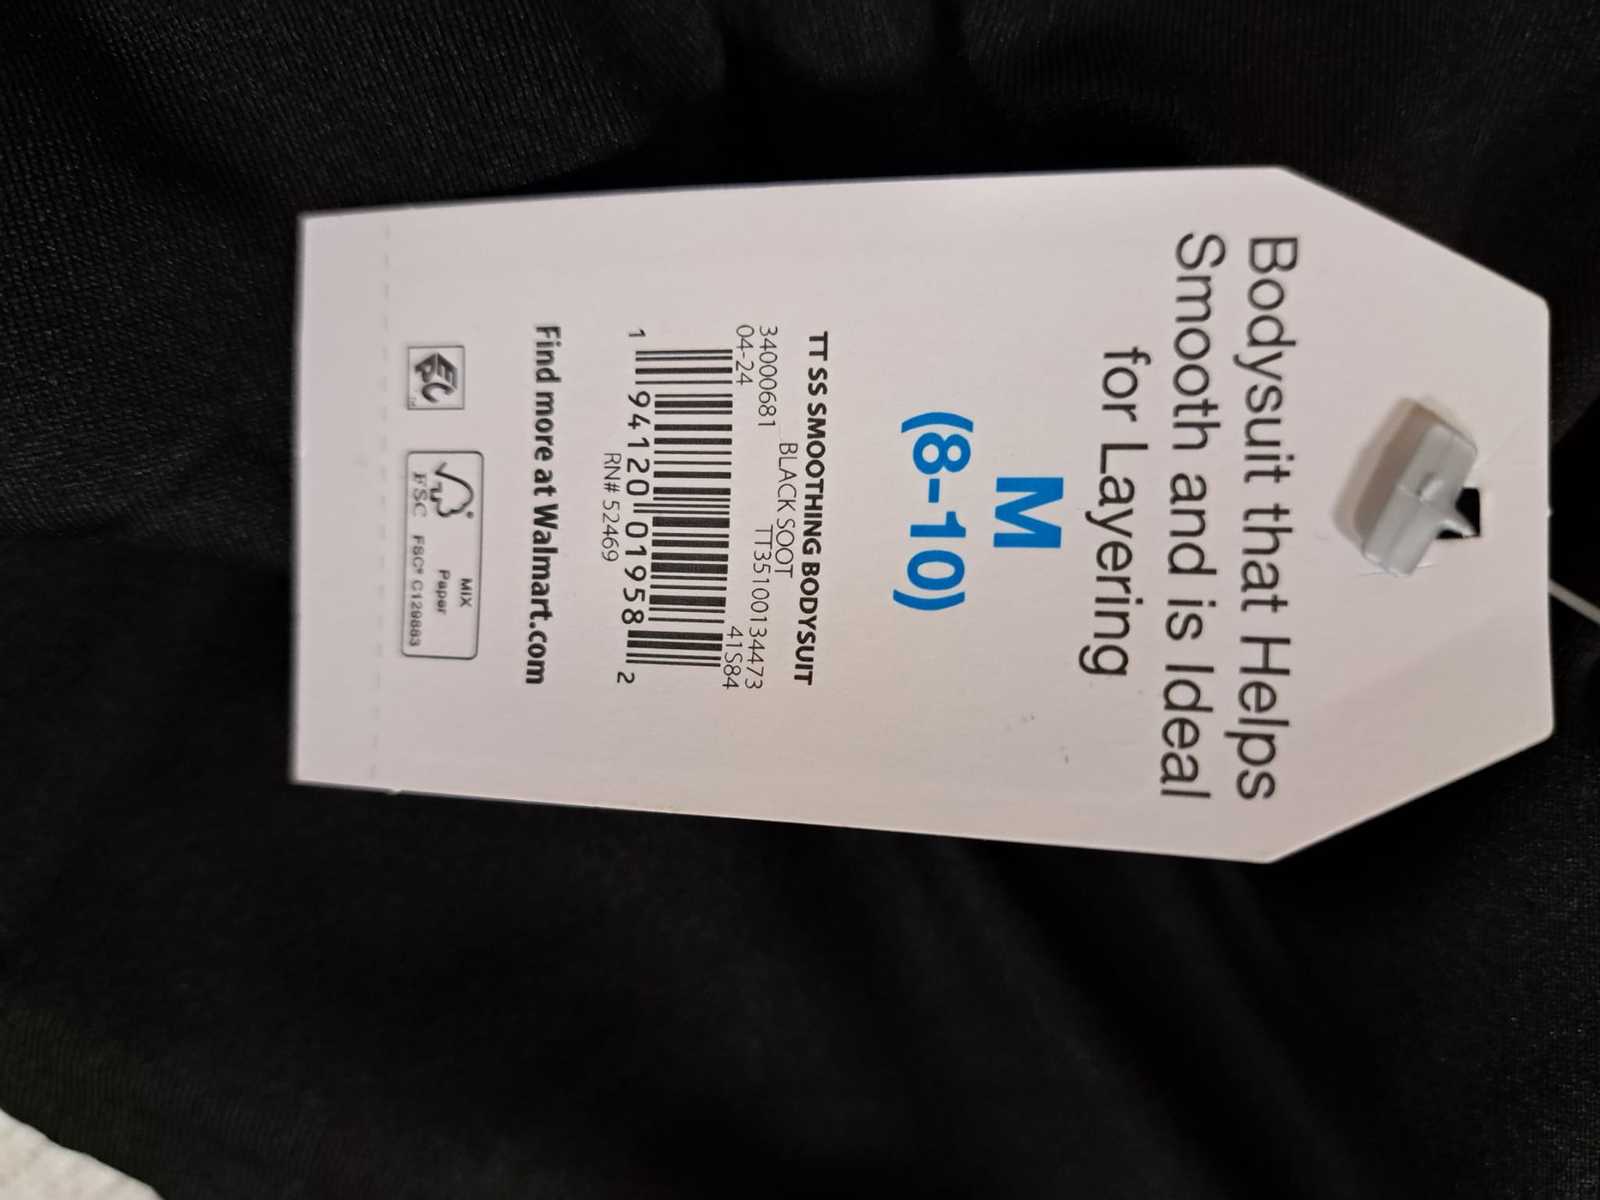 Bodysuit that Helps
Smooth and is Ideal
for Layering
M
(8-10)
TT SS SMOOTHING BODYSUIT
BLACK SOOT
34000681 TT35100134473
04-24 41S84
1 94120 01958 2
RN# 52469
Find more at Walmart.com
EPC
MIX
Paper
FSC FSC® C129883